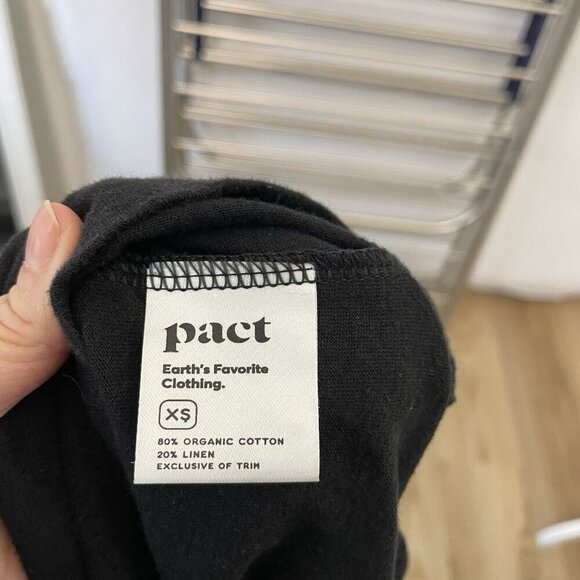 pact
Earth's Favorite
Clothing.
XS
80% ORGANIC COTTON
20% LINEN
EXCLUSIVE OF TRIM